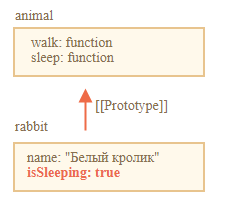 animal
walk: function
sleep: function
[[Prototype]]
rabbit
name: "Белый кролик"
isSleeping: true